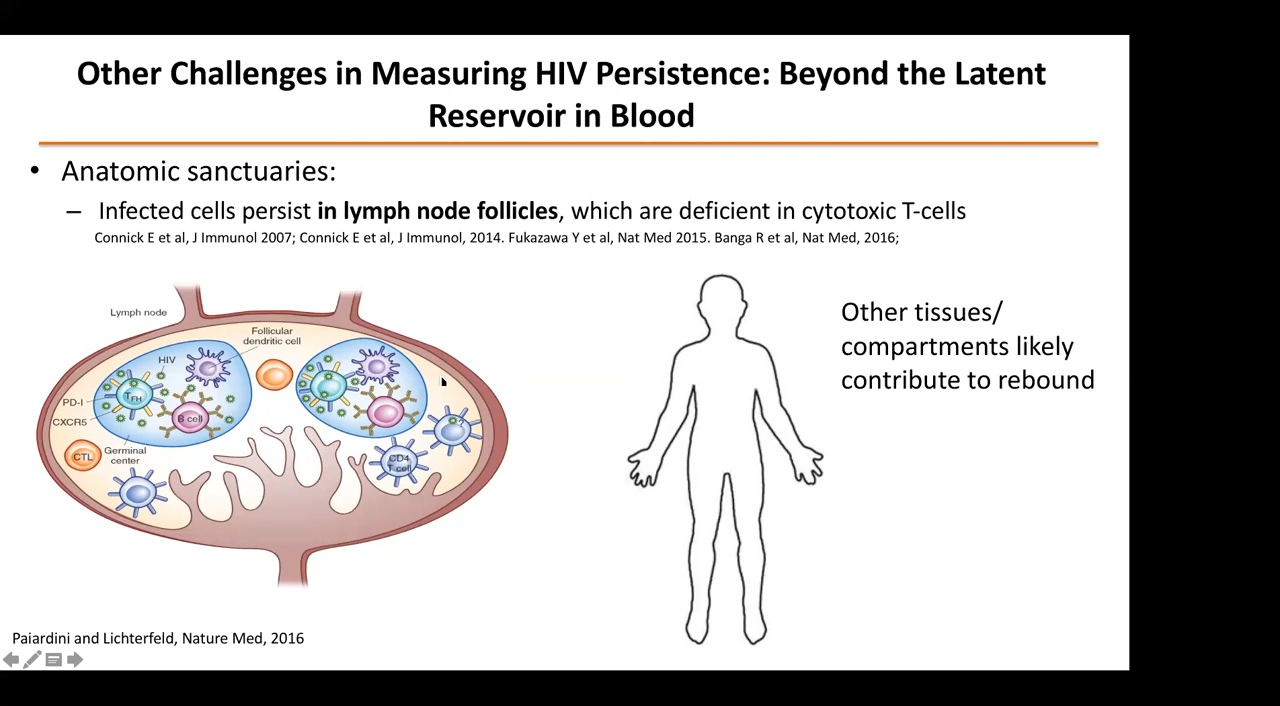 Other Challenges in Measuring HIV Persistence: Beyond the Latent
Reservoir in Blood
• Anatomic sanctuaries:
– Infected cells persist in lymph node follicles, which are deficient in cytotoxic T-cells
Connick E et al, J Immunol 2007; Connick E et al, J Immunol, 2014. Fukazawa Y et al, Nat Med 2015. Banga R et al, Nat Med, 2016;
Lymph node
Follicular
dendritic cell
HIV
PD-I
TFH
CXCR5
B cell
CTL
Germinal
center
CD4
T cell
Other tissues/
compartments likely
contribute to rebound
Paiardini and Lichterfeld, Nature Med, 2016